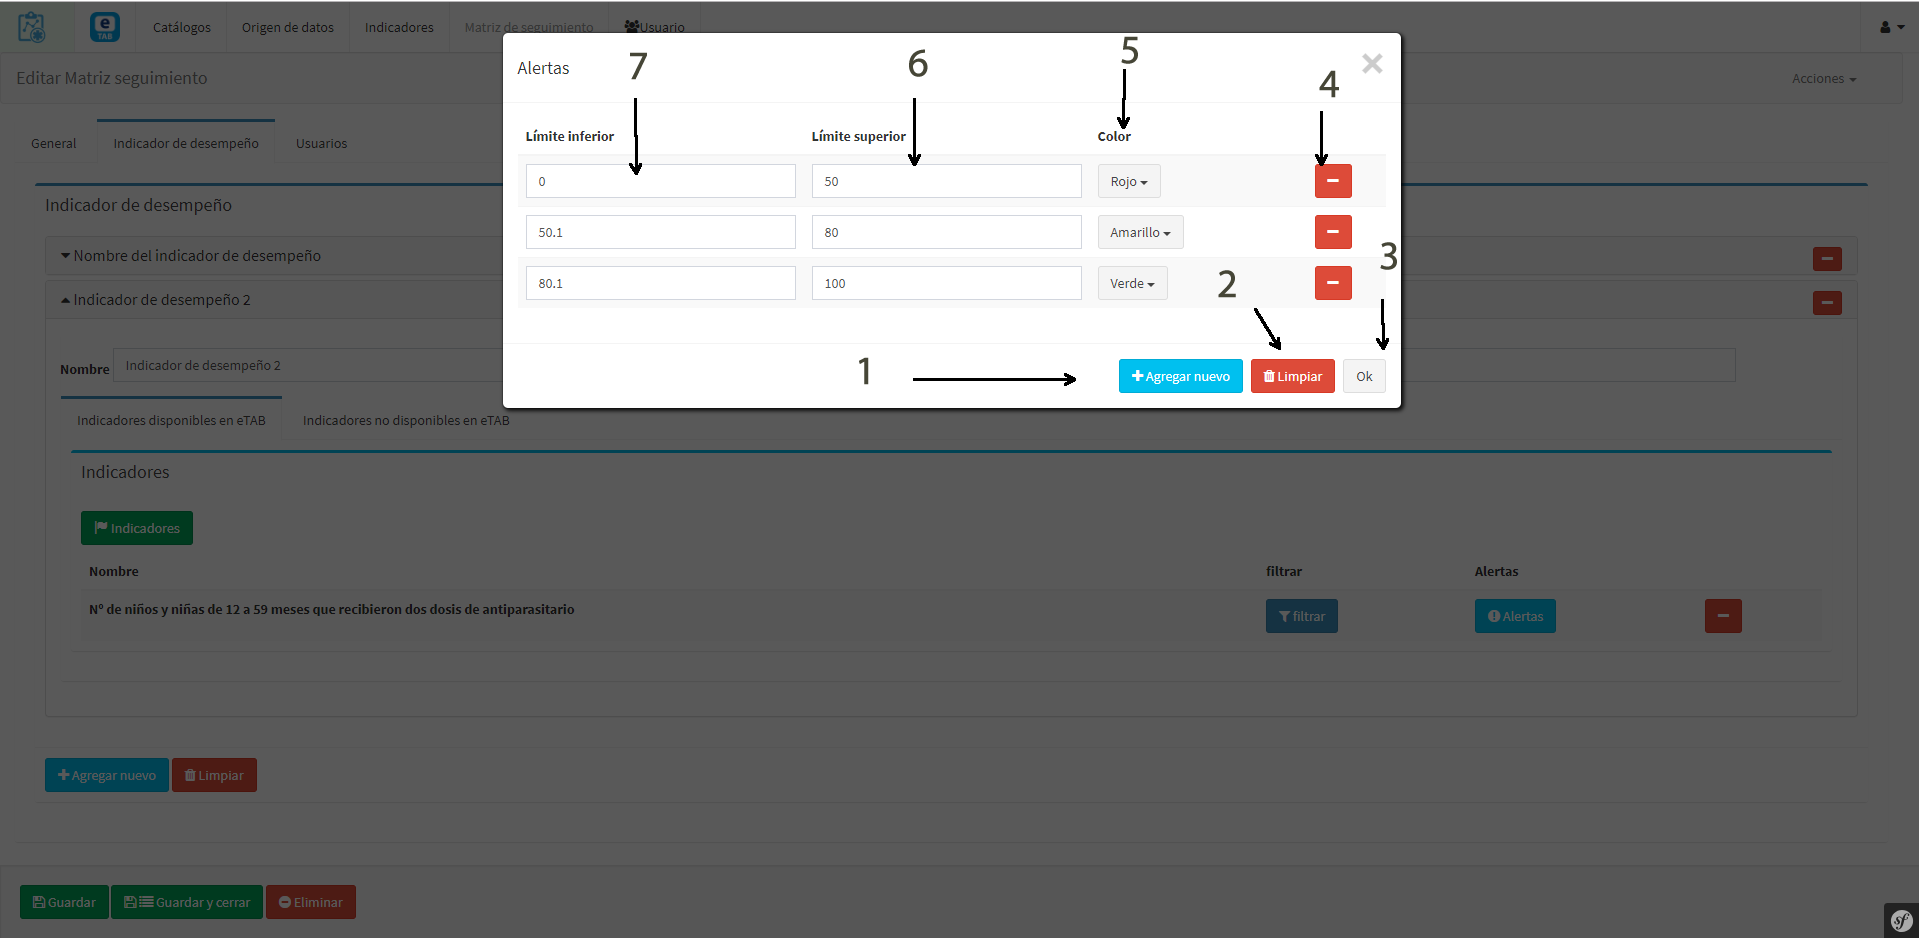 e
TAB
Catálogos
Origen de datos
Indicadores
Matriz de seguimiento
Usuario
Editar Matriz seguimiento
Acciones
General
Indicador de desempeño
Usuarios
Indicador de desempeño
Nombre del indicador de desempeño
Indicador de desempeño 2
Nombre
Indicador de desempeño 2
Indicadores disponibles en eTAB
Indicadores no disponibles en eTAB
Indicadores
Indicadores
Nombre
filtrar
Alertas
N° de niños y niñas de 12 a 59 meses que recibieron dos dosis de antiparasitario
filtrar
Alertas
Agregar nuevo
Limpiar
Guardar
Guardar y cerrar
Eliminar
sf
Alertas
7
6
5
4
Límite inferior
Límite superior
Color
0
50
Rojo
50.1
80
Amarillo
80.1
100
Verde
2
3
1
Agregar nuevo
Limpiar
Ok